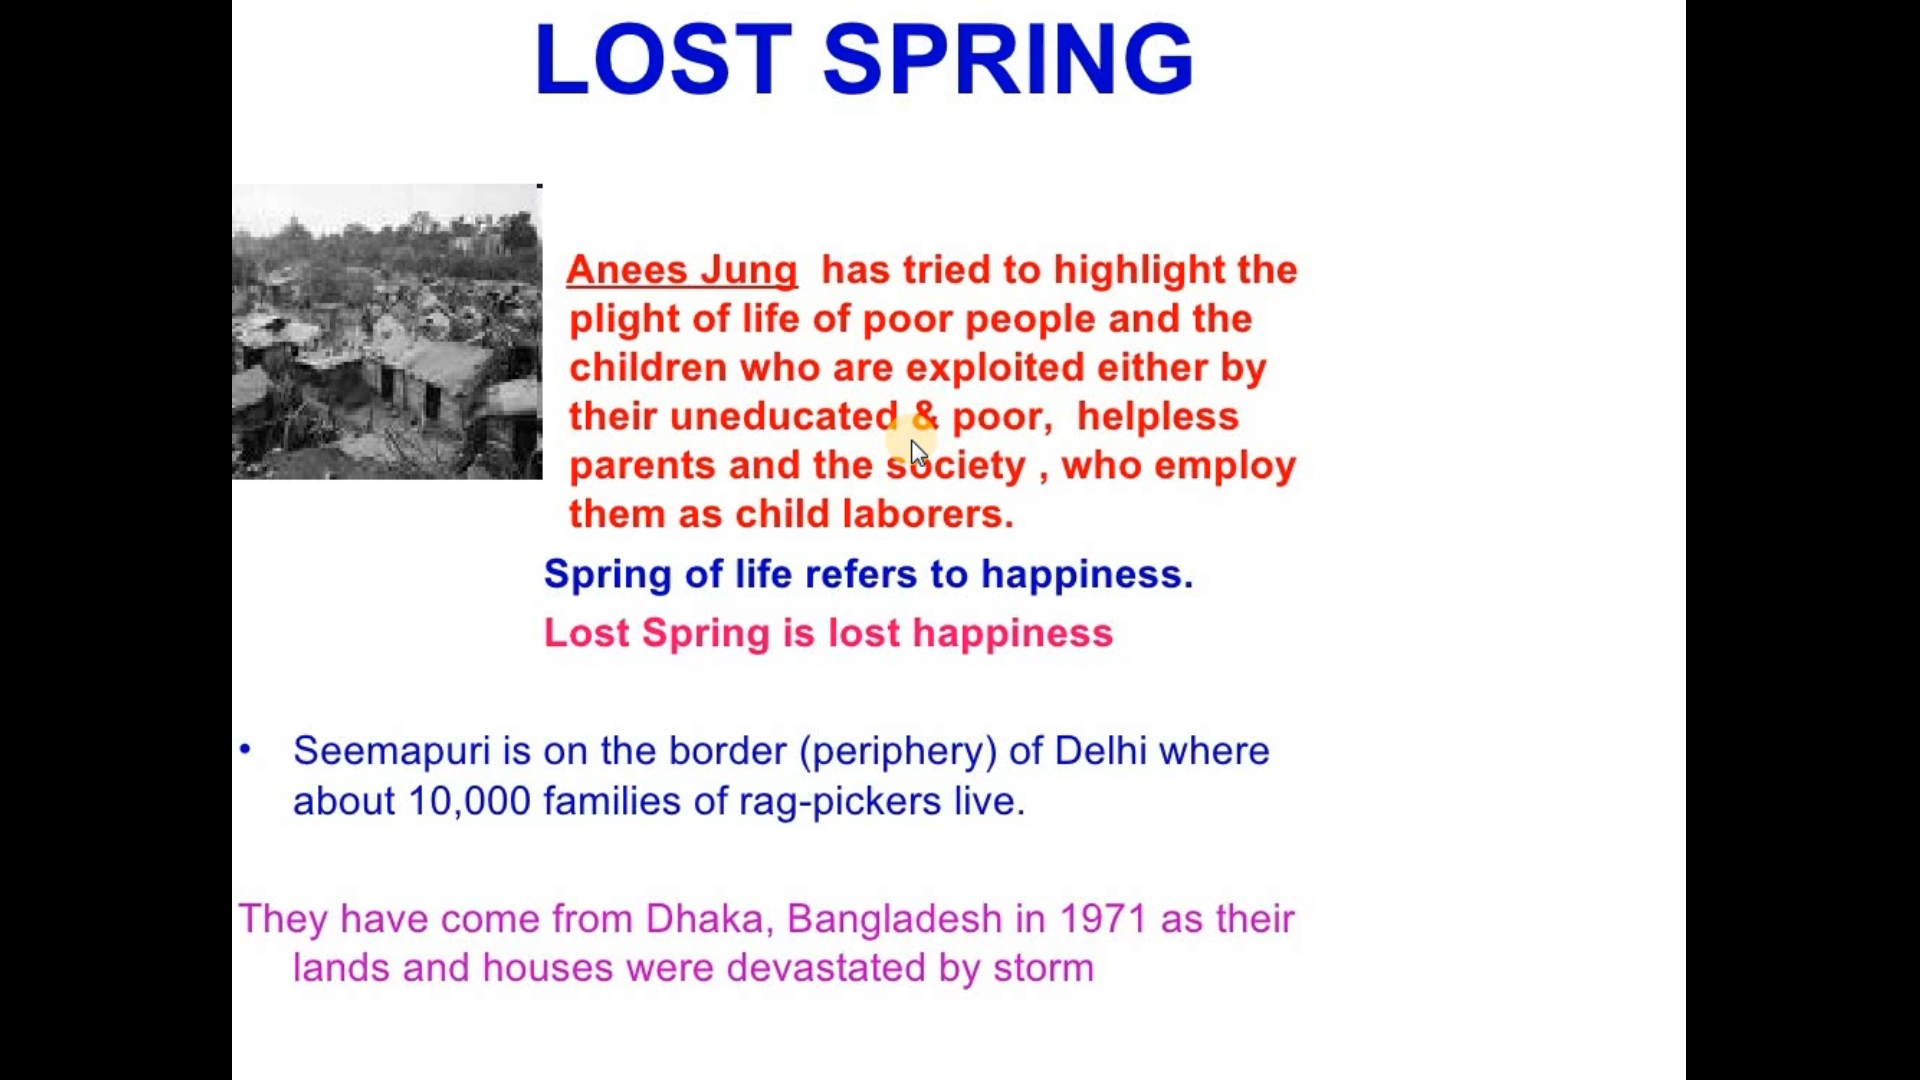 LOST SPRING
Anees Jung has tried to highlight the
plight of life of poor people and the
children who are exploited either by
their uneducated & poor, helpless
parents and the society , who employ
them as child laborers.
Spring of life refers to happiness.
Lost Spring is lost happiness
• Seemapuri is on the border (periphery) of Delhi where
about 10,000 families of rag-pickers live.
They have come from Dhaka, Bangladesh in 1971 as their
lands and houses were devastated by storm